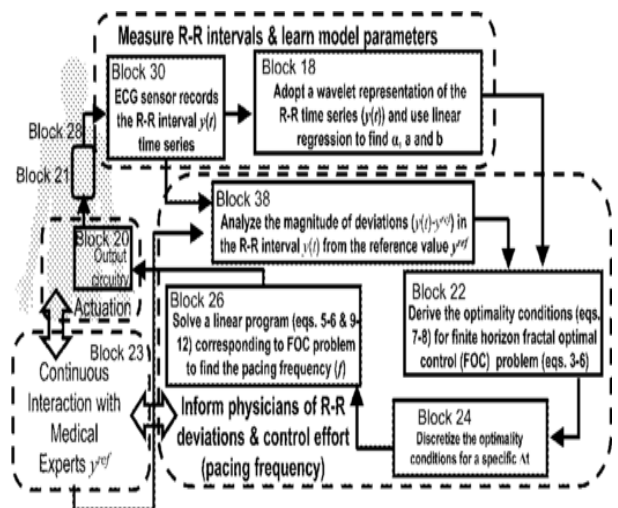 Measure R-R intervals & learn model parameters
Block 30
ECG sensor records
the R-R interval y(t)
time series
Block 18
Adopt a wavelet representation of the
R-R time series (y(t)) and use linear
regression to find α, a and b
Block 28
Block 21
Block 38
Analyze the magnitude of deviations (y(t)-y^ref) in
the R-R interval y(t) from the reference value y^ref
Block 20
Output
circuitry
Actuation
Block 26
Solve a linear program (eqs. 5-6 & 9-
12) corresponding to FOC problem
to find the pacing frequency (f)
Block 22
Derive the optimality conditions (eqs.
7-8) for finite horizon fractal optimal
control (FOC) problem (eqs. 3-6)
Block 23
Continuous
Interaction with
Medical
Experts y^ref
Inform physicians of R-R
deviations & control effort
(pacing frequency)
Block 24
Discretize the optimality
conditions for a specific Δt